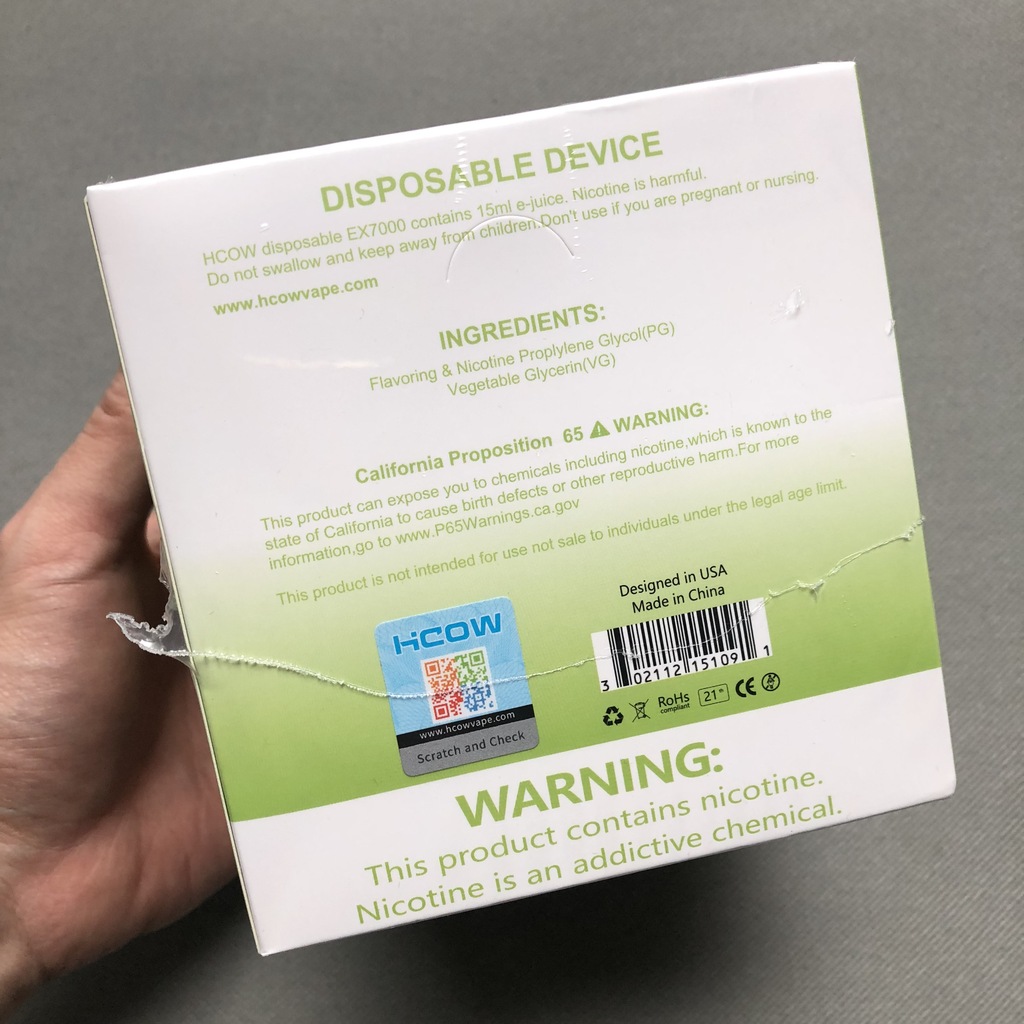 DISPOSABLE DEVICE
HCOW disposable EX7000 contains 15ml e-juice. Nicotine is harmful.
Do not swallow and keep away from children.Don't use if you are pregnant or nursing.
www.hcowvape.com
INGREDIENTS:
Flavoring & Nicotine Proplylene Glycol(PG)
Vegetable Glycerin(VG)
California Proposition 65 ⚠ WARNING:
This product can expose you to chemicals including nicotine,which is known to the
state of California to cause birth defects or other reproductive harm.For more
information,go to www.P65Warnings.ca.gov
This product is not intended for use not sale to individuals under the legal age limit.
Designed in USA
Made in China
3 02112 15109 1
RoHs
compliant
21+
CE
HCOW
www.hcowvape.com
Scratch and Check
WARNING:
This product contains nicotine.
Nicotine is an addictive chemical.